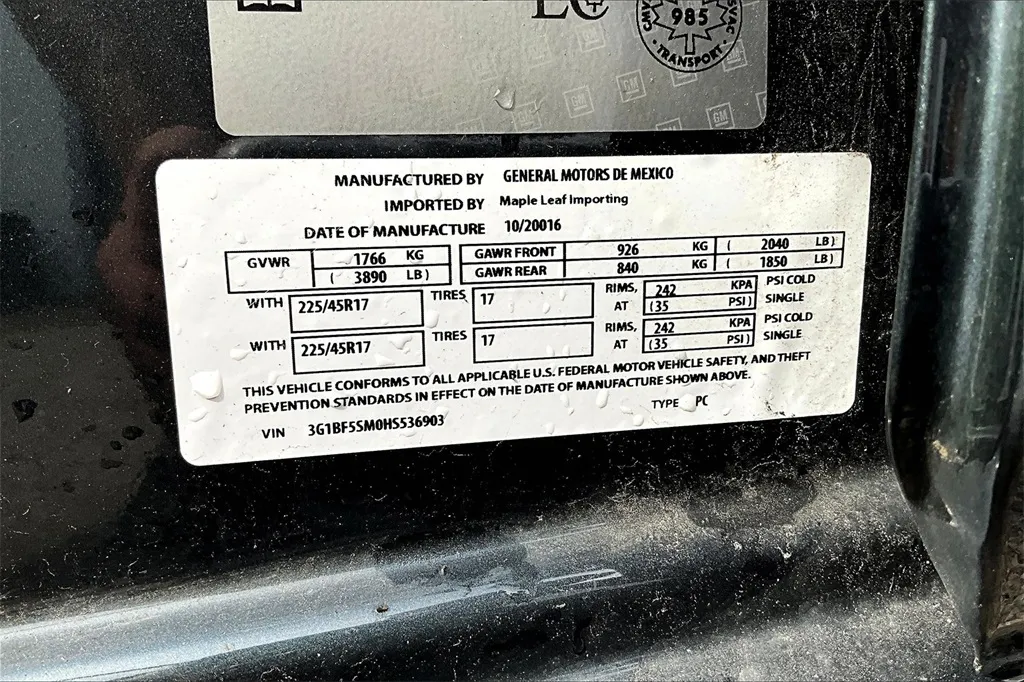 985
TRANSPORT
GM
GM
GM
MANUFACTURED BY GENERAL MOTORS DE MEXICO
IMPORTED BY Maple Leaf Importing
DATE OF MANUFACTURE 10/20016
GVWR 1766 KG GAWR FRONT 926 KG ( 2040 LB )
( 3890 LB ) GAWR REAR 840 KG ( 1850 LB )
WITH 225/45R17 TIRES 17 RIMS, AT 242 KPA (35 PSI) PSI COLD SINGLE
WITH 225/45R17 TIRES 17 RIMS, AT 242 KPA (35 PSI) PSI COLD SINGLE
THIS VEHICLE CONFORMS TO ALL APPLICABLE U.S. FEDERAL MOTOR VEHICLE SAFETY, AND THEFT
PREVENTION STANDARDS IN EFFECT ON THE DATE OF MANUFACTURE SHOWN ABOVE.
TYPE PC
VIN 3G1BF5SM0HS536903